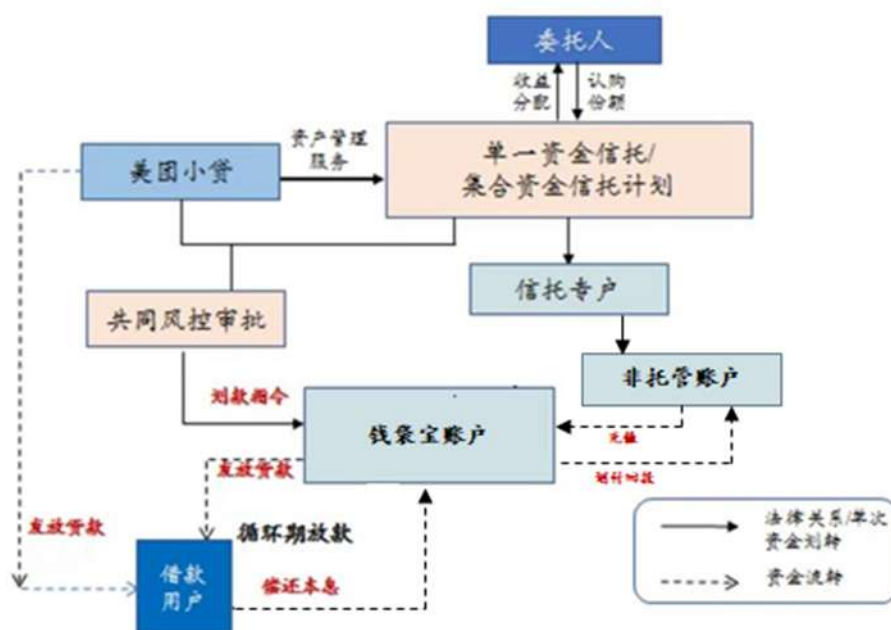 委托人
收益
分配
认购
份额
美团小贷
资产管理
服务
单一资金信托/
集合资金信托计划
信托专户
共同风控审批
非托管账户
划款指令
钱袋宝账户
充值
划付回款
发放贷款
发放贷款
循环期放款
借款
用户
偿还本息
法律关系/单次
资金划转
资金流转